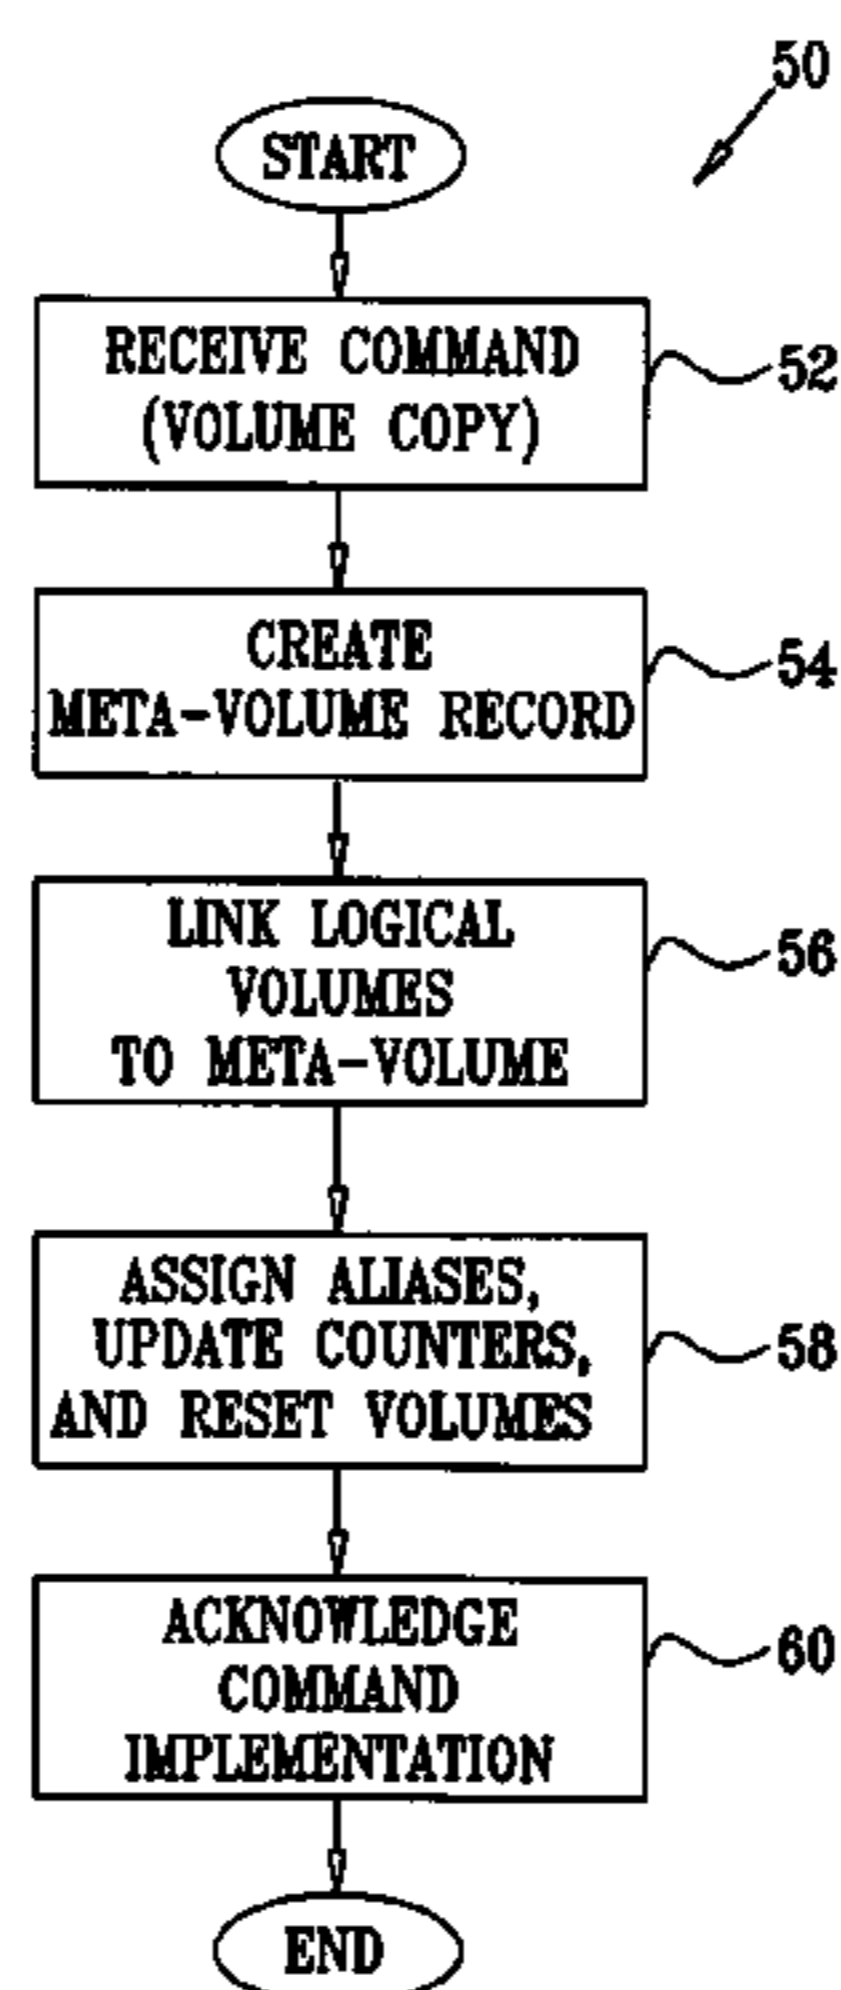 50
START
RECEIVE COMMAND
(VOLUME COPY)
52
CREATE
META-VOLUME RECORD
54
LINK LOGICAL
VOLUMES
TO META-VOLUME
56
ASSIGN ALIASES,
UPDATE COUNTERS,
AND RESET VOLUMES
58
ACKNOWLEDGE
COMMAND
IMPLEMENTATION
60
END